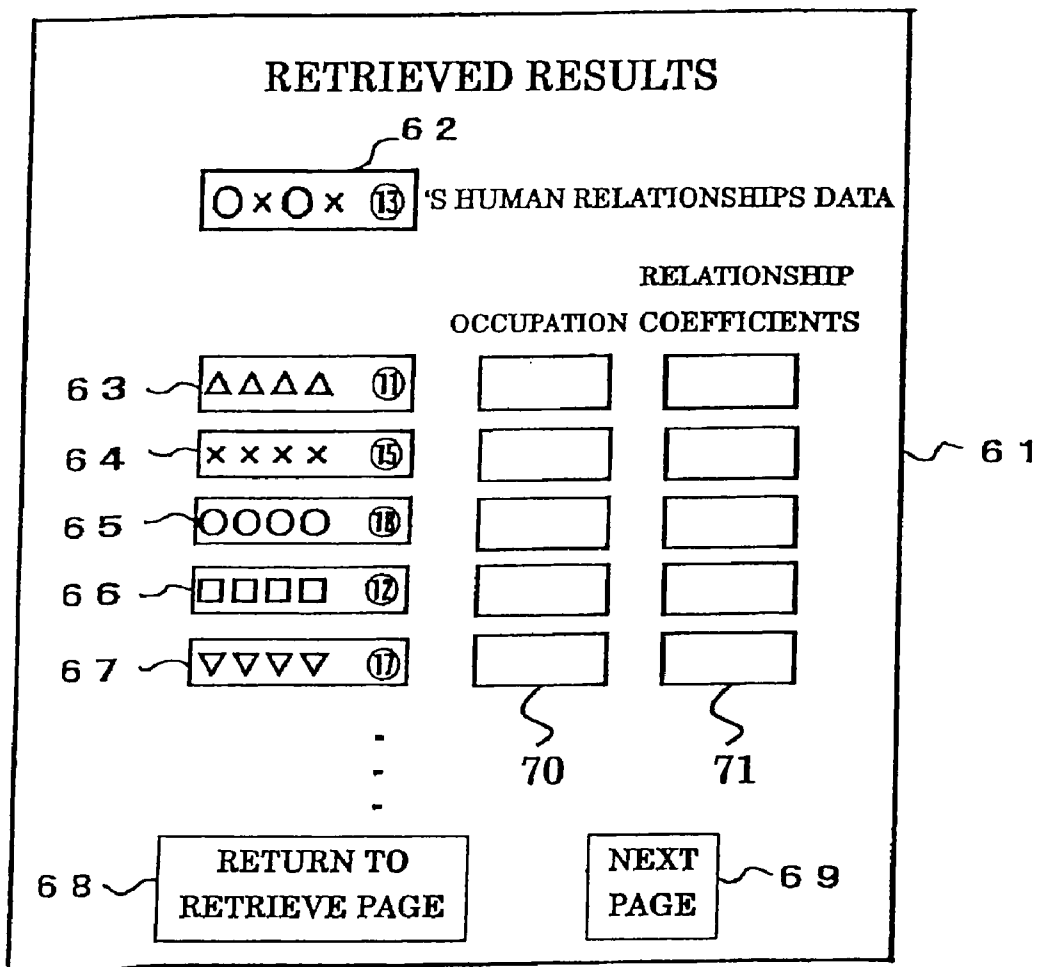 RETRIEVED RESULTS
62
○×○× ⑬ 'S HUMAN RELATIONSHIPS DATA
RELATIONSHIP
OCCUPATION COEFFICIENTS
63 △△△△ ⑪
64 ×××× ⑮
61
65 ○○○○ ⑱
66 □□□□ ⑫
67 ▽▽▽▽ ⑰
70 71
68 RETURN TO
RETRIEVE PAGE
NEXT
PAGE
69